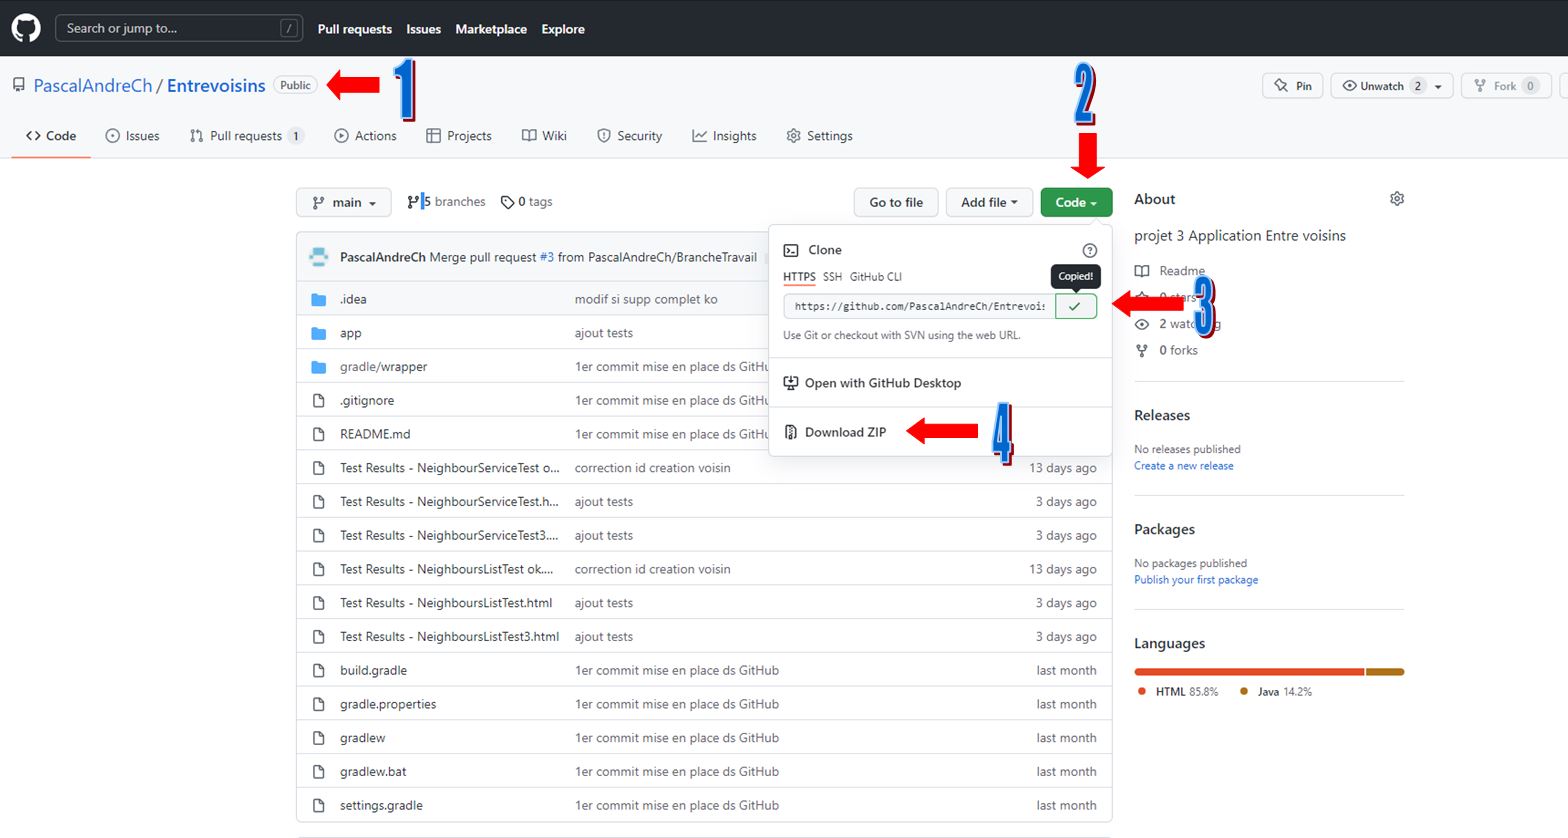 Search or jump to... /
Pull requests Issues Marketplace Explore
PascalAndreCh / Entrevoisins Public
1
2
Pin
Unwatch 2
Fork 0
Code
Issues
Pull requests 1
Actions
Projects
Wiki
Security
Insights
Settings
main
5 branches
0 tags
Go to file
Add file
Code
PascalAndreCh Merge pull request #3 from PascalAndreCh/BrancheTravail
.idea modif si supp complet ko
app ajout tests
gradle/wrapper 1er commit mise en place ds GitHu
.gitignore 1er commit mise en place ds GitHu
README.md 1er commit mise en place ds GitHu
Test Results - NeighbourServiceTest o... correction id creation voisin 13 days ago
Test Results - NeighbourServiceTest.h... ajout tests 3 days ago
Test Results - NeighbourServiceTest3.... ajout tests 3 days ago
Test Results - NeighboursListTest ok.... correction id creation voisin 13 days ago
Test Results - NeighboursListTest.html ajout tests 3 days ago
Test Results - NeighboursListTest3.html ajout tests 3 days ago
build.gradle 1er commit mise en place ds GitHub last month
gradle.properties 1er commit mise en place ds GitHub last month
gradlew 1er commit mise en place ds GitHub last month
gradlew.bat 1er commit mise en place ds GitHub last month
settings.gradle 1er commit mise en place ds GitHub last month
Clone
HTTPS SSH GitHub CLI
Copied!
https://github.com/PascalAndreCh/Entrevois
3
Use Git or checkout with SVN using the web URL.
Open with GitHub Desktop
Download ZIP
4
About
projet 3 Application Entre voisins
Readme
0 stars
2 watching
0 forks
Releases
No releases published
Create a new release
Packages
No packages published
Publish your first package
Languages
HTML 85.8% Java 14.2%